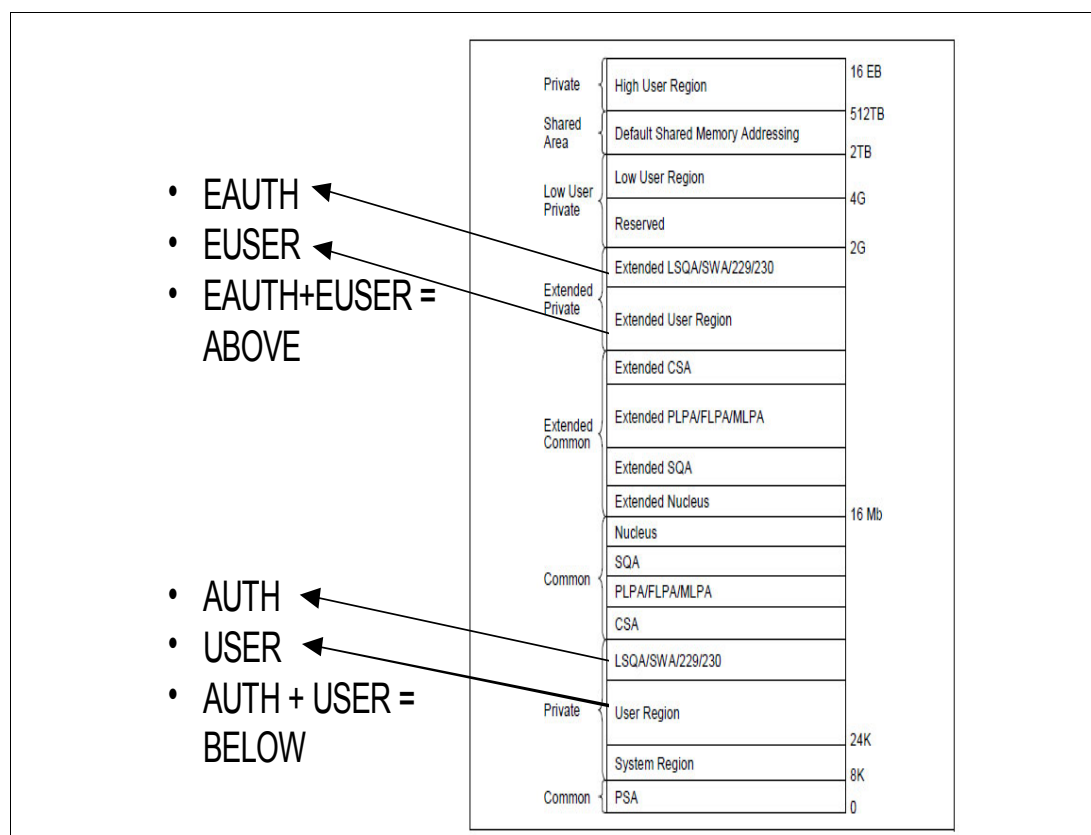 • EAUTH
• EUSER
• EAUTH+EUSER =
ABOVE
• AUTH
• USER
• AUTH + USER =
BELOW
16 EB
Private
High User Region
512TB
Shared
Area
Default Shared Memory Addressing
2TB
Low User
Private
Low User Region
4G
Reserved
2G
Extended
Private
Extended LSQA/SWA/229/230
Extended User Region
Extended
Common
Extended CSA
Extended PLPA/FLPA/MLPA
Extended SQA
Extended Nucleus
16 Mb
Common
Nucleus
SQA
PLPA/FLPA/MLPA
CSA
Private
LSQA/SWA/229/230
User Region
24K
System Region
8K
Common
PSA
0